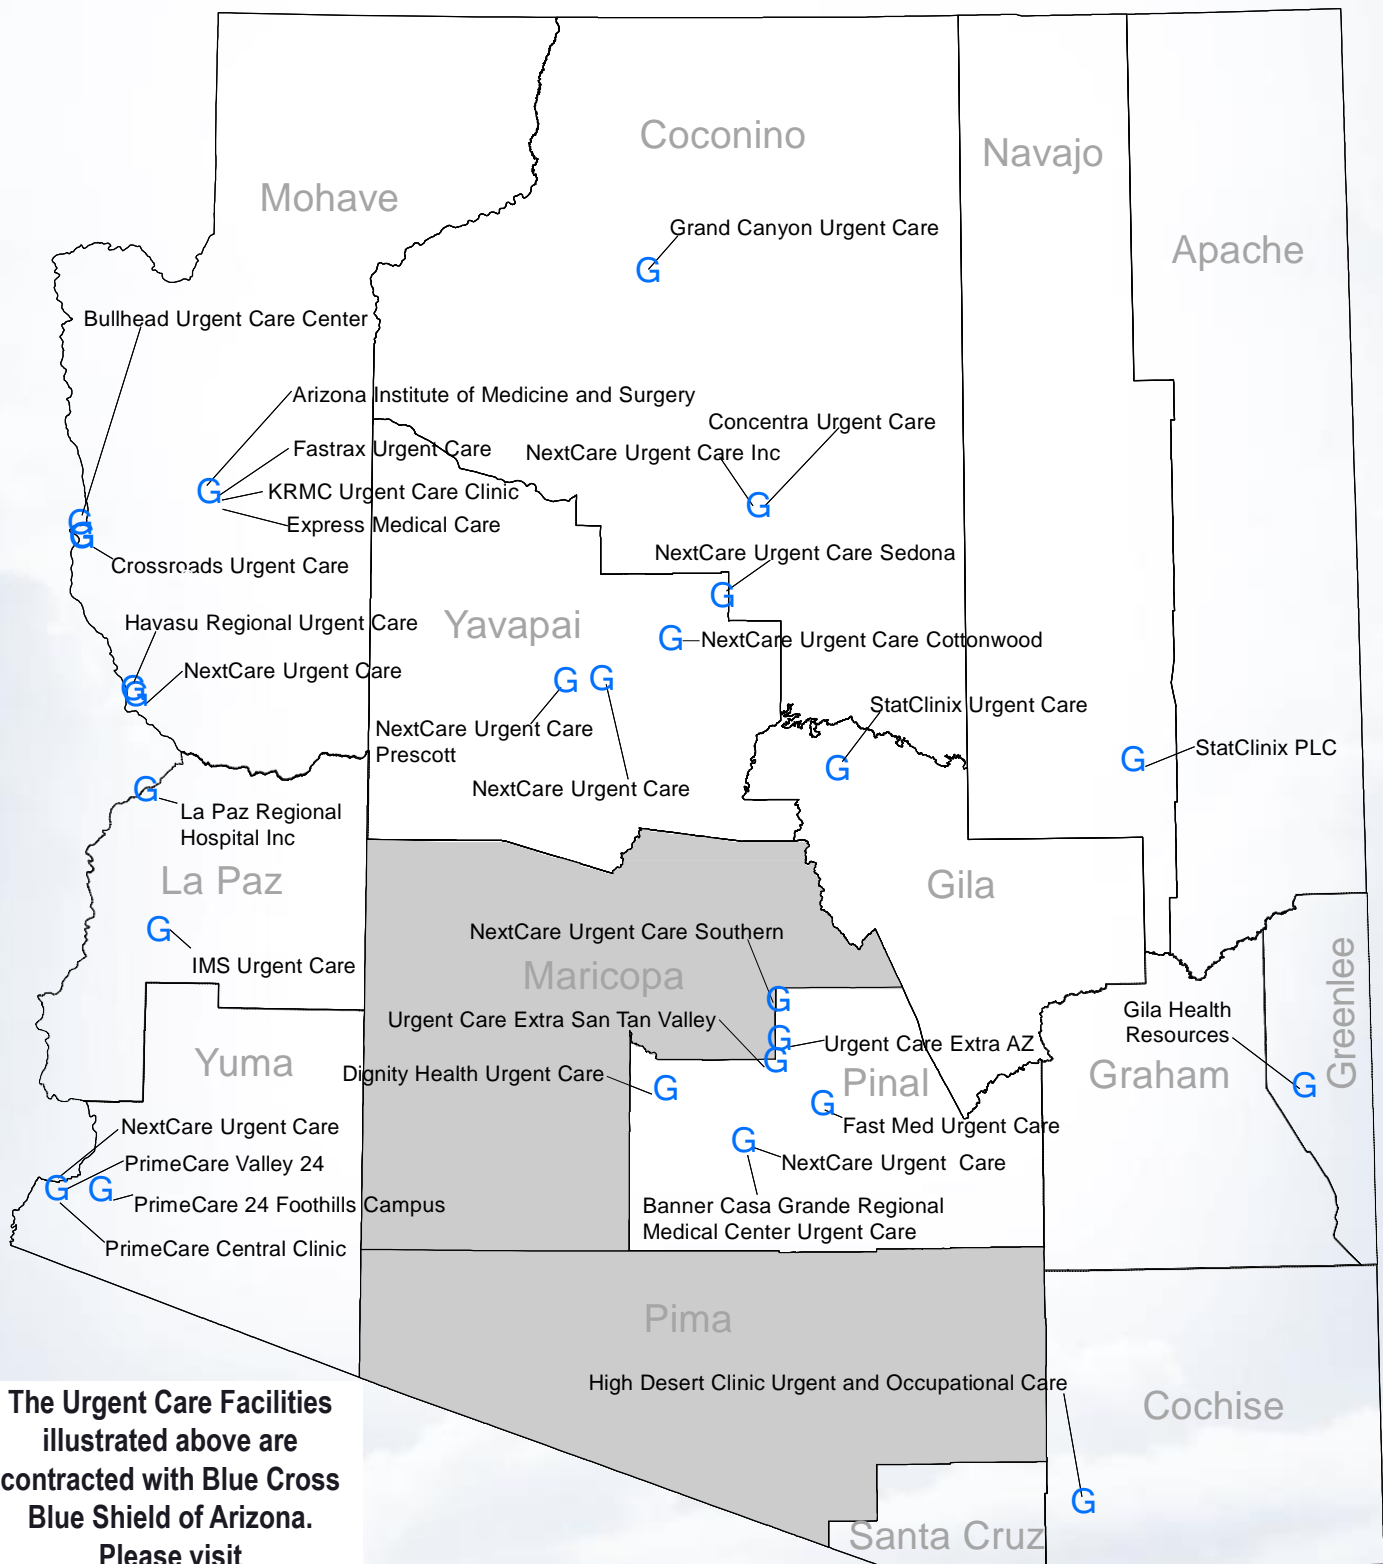 Coconino
Navajo
Mohave
Grand Canyon Urgent Care
G
Apache
Bullhead Urgent Care Center
Arizona Institute of Medicine and Surgery
Concentra Urgent Care
Fastrax Urgent Care
NextCare Urgent Care Inc
G
KRMC Urgent Care Clinic
G
Express Medical Care
G
G
Crossroads Urgent Care
NextCare Urgent Care Sedona
G
Havasu Regional Urgent Care
Yavapai
G
NextCare Urgent Care Cottonwood
NextCare Urgent Care
G
G
G
G
StatClinix Urgent Care
NextCare Urgent Care
Prescott
StatClinix PLC
G
G
NextCare Urgent Care
G
La Paz Regional
Hospital Inc
La Paz
Gila
G
NextCare Urgent Care Southern
IMS Urgent Care
Maricopa
G
Greenlee
Gila Health
Resources
Urgent Care Extra San Tan Valley
G
Urgent Care Extra AZ
Yuma
G
Dignity Health Urgent Care
G
Pinal
Graham
G
G
Fast Med Urgent Care
NextCare Urgent Care
G
NextCare Urgent Care
PrimeCare Valley 24
G
G
PrimeCare 24 Foothills Campus
Banner Casa Grande Regional
Medical Center Urgent Care
PrimeCare Central Clinic
Pima
High Desert Clinic Urgent and Occupational Care
Cochise
G
Santa Cruz
The Urgent Care Facilities
illustrated above are
contracted with Blue Cross
Blue Shield of Arizona.
Please visit